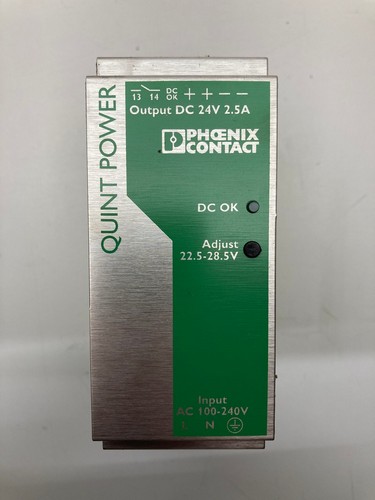 13 14 DC OK + + − −
Output DC 24V 2.5A
PHŒNIX
CONTACT
QUINT POWER
DC OK
Adjust
22.5-28.5V
Input
AC 100-240V
L N